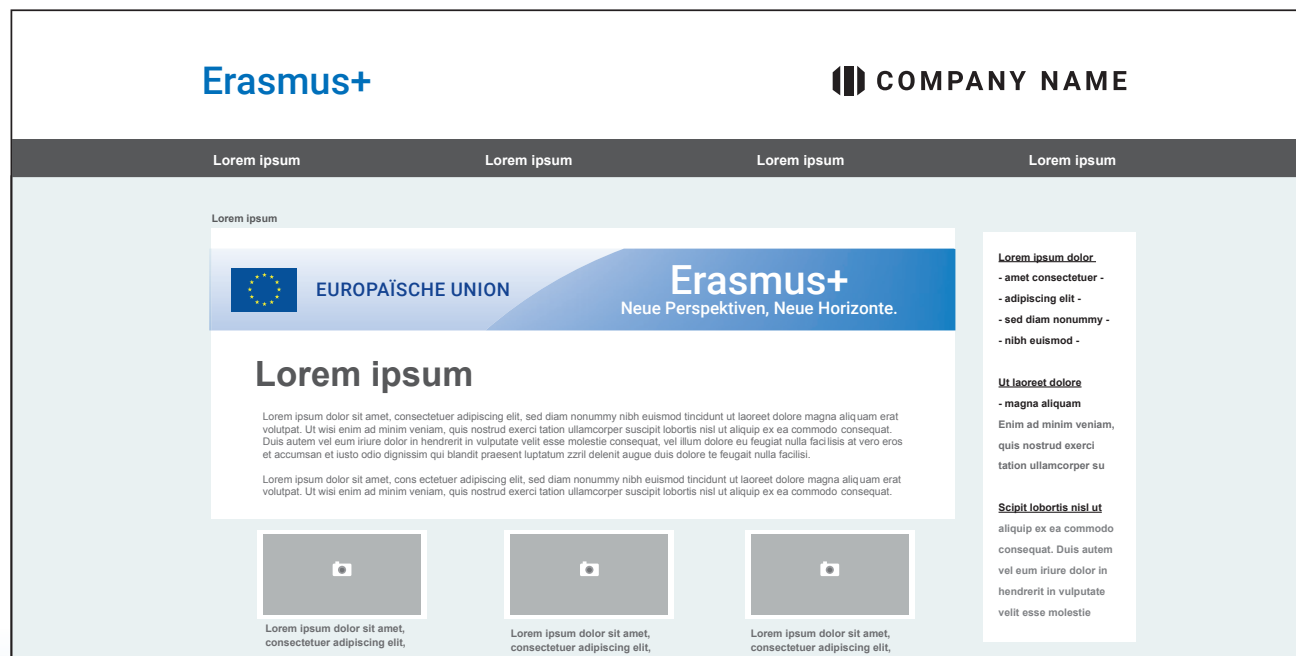 Erasmus+
COMPANY NAME
Lorem ipsum
Lorem ipsum
Lorem ipsum
Lorem ipsum
Lorem ipsum
EUROPAÏSCHE UNION
Erasmus+
Neue Perspektiven, Neue Horizonte.
Lorem ipsum
Lorem ipsum dolor sit amet, consectetuer adipiscing elit, sed diam nonummy nibh euismod tincidunt ut laoreet dolore magna aliquam erat
volutpat. Ut wisi enim ad minim veniam, quis nostrud exerci tation ullamcorper suscipit lobortis nisl ut aliquip ex ea commodo consequat.
Duis autem vel eum iriure dolor in hendrerit in vulputate velit esse molestie consequat, vel illum dolore eu feugiat nulla facilisis at vero eros
et accumsan et iusto odio dignissim qui blandit praesent luptatum zzril delenit augue duis dolore te feugait nulla facilisi.
Lorem ipsum dolor sit amet, cons ectetuer adipiscing elit, sed diam nonummy nibh euismod tincidunt ut laoreet dolore magna aliquam erat
volutpat. Ut wisi enim ad minim veniam, quis nostrud exerci tation ullamcorper suscipit lobortis nisl ut aliquip ex ea commodo consequat.
Lorem ipsum dolor sit amet,
consectetuer adipiscing elit,
Lorem ipsum dolor sit amet,
consectetuer adipiscing elit,
Lorem ipsum dolor sit amet,
consectetuer adipiscing elit,
Lorem ipsum dolor
- amet consectetuer -
- adipiscing elit -
- sed diam nonummy -
- nibh euismod -
Ut laoreet dolore
- magna aliquam
Enim ad minim veniam,
quis nostrud exerci
tation ullamcorper su
Scipit lobortis nisl ut
aliquip ex ea commodo
consequat. Duis autem
vel eum iriure dolor in
hendrerit in vulputate
velit esse molestie